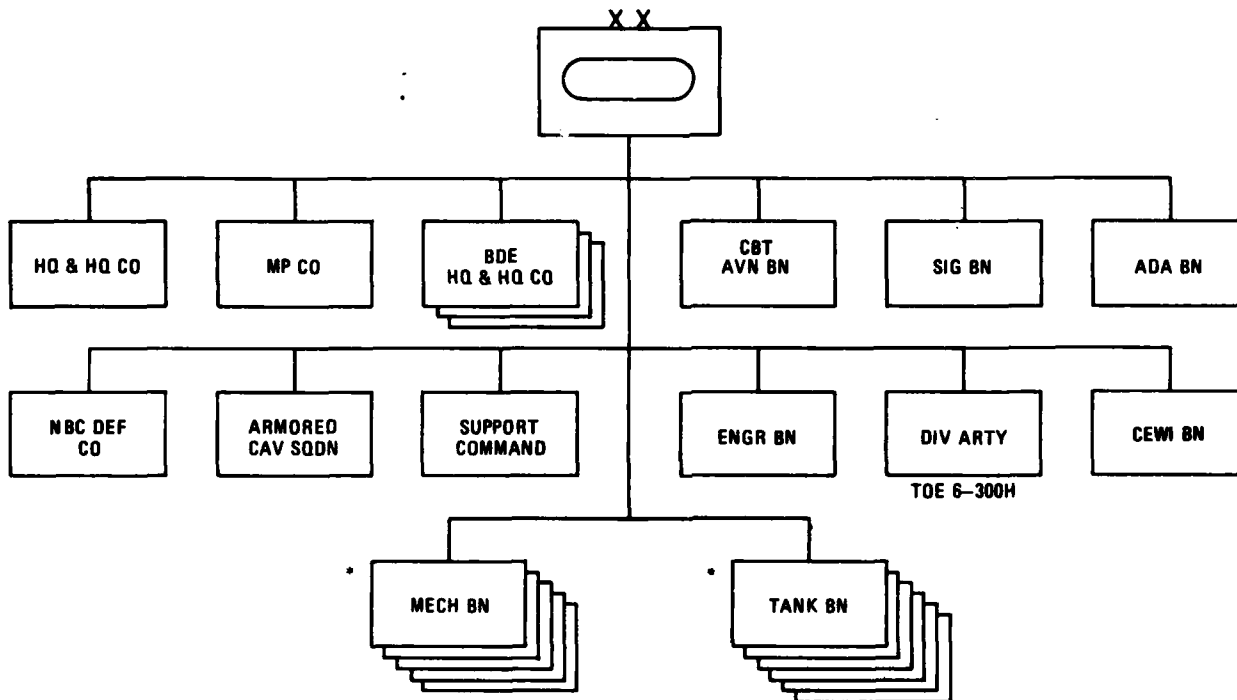 X X
HQ & HQ CO
MP CO
BDE
HQ & HQ CO
CBT
AVN BN
SIG BN
ADA BN
NBC DEF
CO
ARMORED
CAV SQDN
SUPPORT
COMMAND
ENGR BN
DIV ARTY
TOE 6–300H
CEWI BN
* MECH BN
* TANK BN